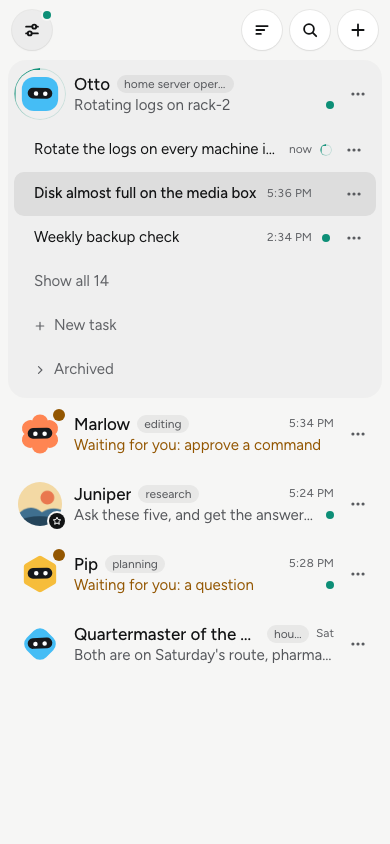 Otto home server oper...
Rotating logs on rack-2
Rotate the logs on every machine i... now
Disk almost full on the media box 5:36 PM
Weekly backup check 2:34 PM
Show all 14
+ New task
> Archived
Marlow editing 5:34 PM
Waiting for you: approve a command
Juniper research 5:24 PM
Ask these five, and get the answer...
Pip planning 5:28 PM
Waiting for you: a question
Quartermaster of the ... hou... Sat
Both are on Saturday's route, pharma...